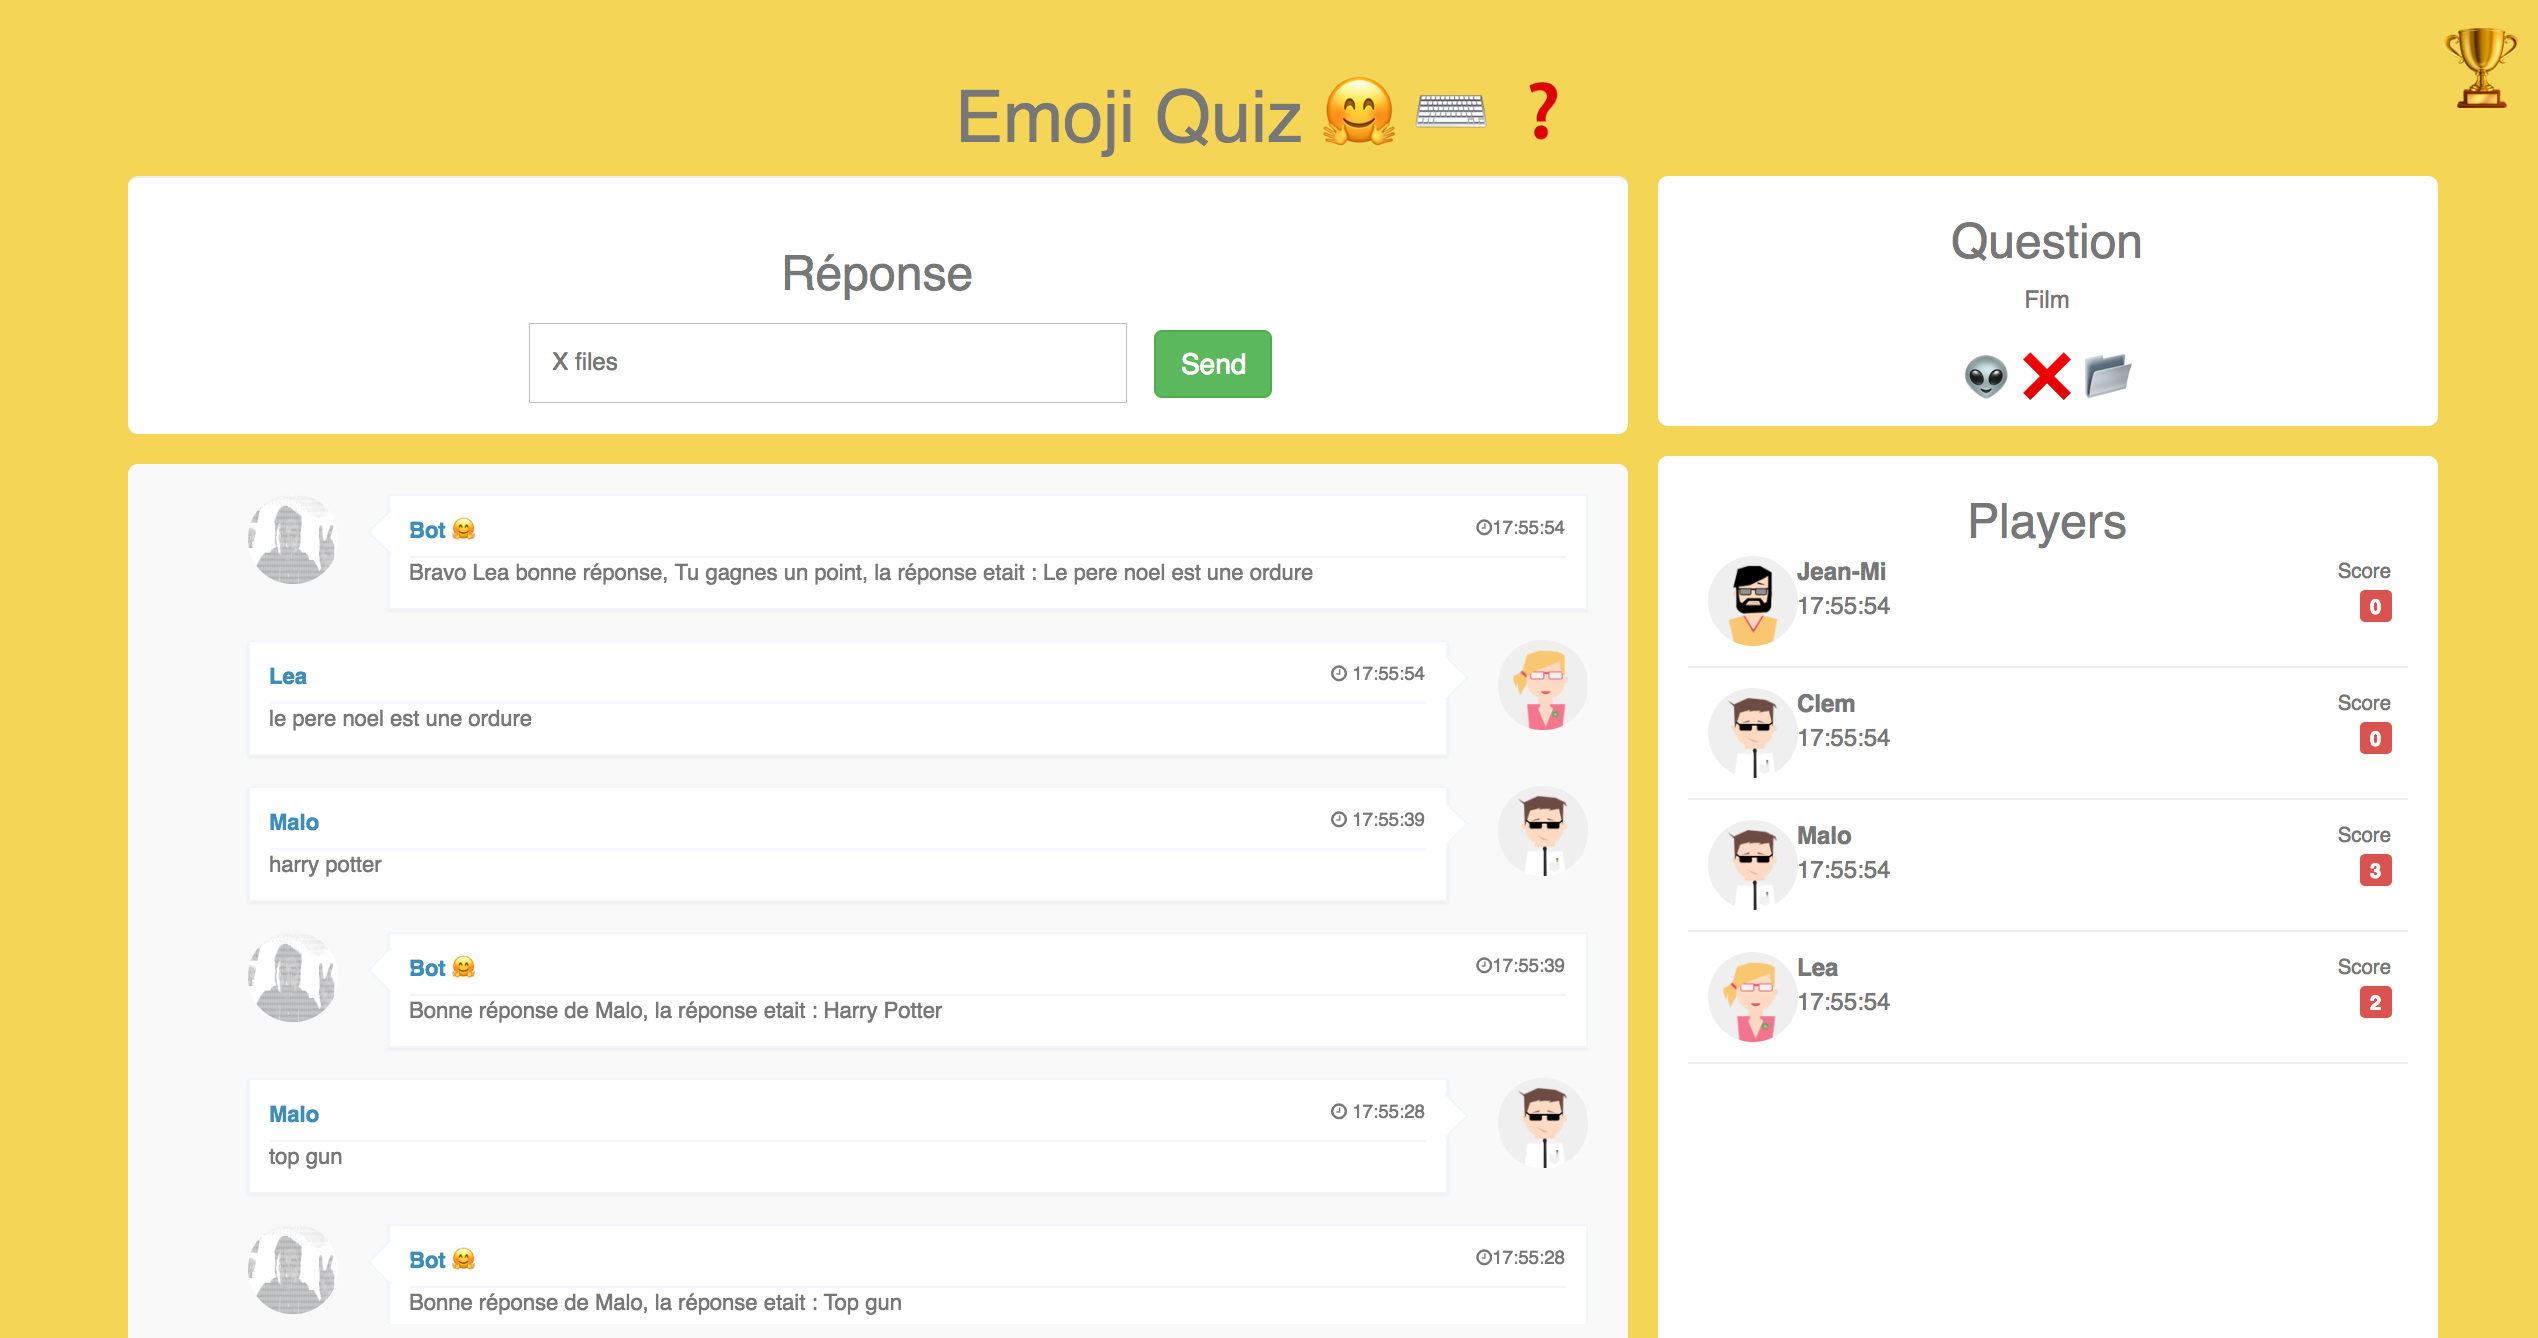 Emoji Quiz 🤗 ⌨ ❓
Réponse
X files
Send
Question
Film
👽 ❌ 📂
Bot 🤗
17:55:54
Bravo Lea bonne réponse, Tu gagnes un point, la réponse etait : Le pere noel est une ordure
Lea
17:55:54
le pere noel est une ordure
Malo
17:55:39
harry potter
Bot 🤗
17:55:39
Bonne réponse de Malo, la réponse etait : Harry Potter
Malo
17:55:28
top gun
Bot 🤗
17:55:28
Bonne réponse de Malo, la réponse etait : Top gun
Players
Jean-Mi
Score
17:55:54
0
Clem
Score
17:55:54
0
Malo
Score
17:55:54
3
Lea
Score
17:55:54
2